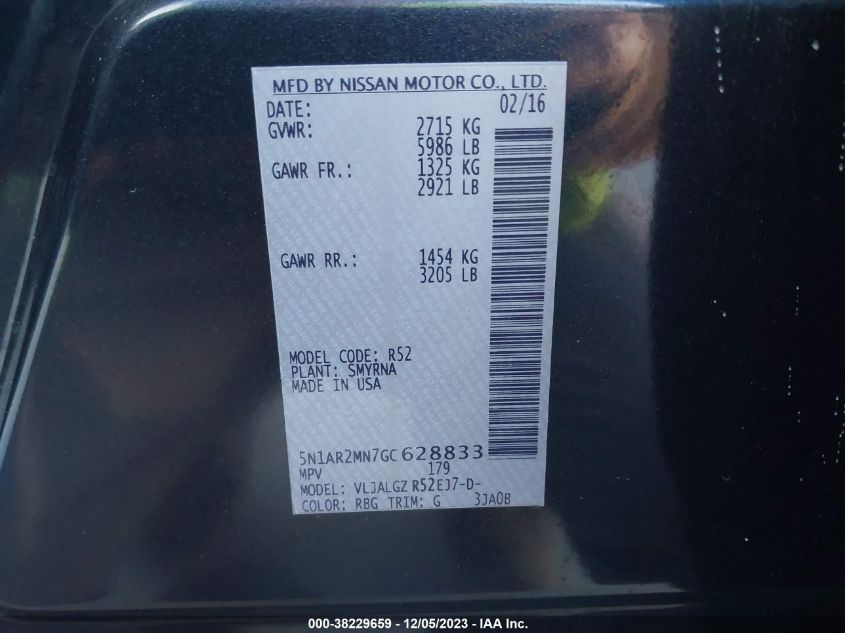 MFD BY NISSAN MOTOR CO., LTD.
DATE: 02/16
GVWR: 2715 KG
5986 LB
GAWR FR.: 1325 KG
2921 LB
GAWR RR.: 1454 KG
3205 LB
MODEL CODE: R52
PLANT: SMYRNA
MADE IN USA
5N1AR2MN7GC628833
MPV 179
MODEL: VLJALGZ R52EJ7-D-
COLOR: RBG TRIM: G 3JA0B
000-38229659 - 12/05/2023 - IAA Inc.